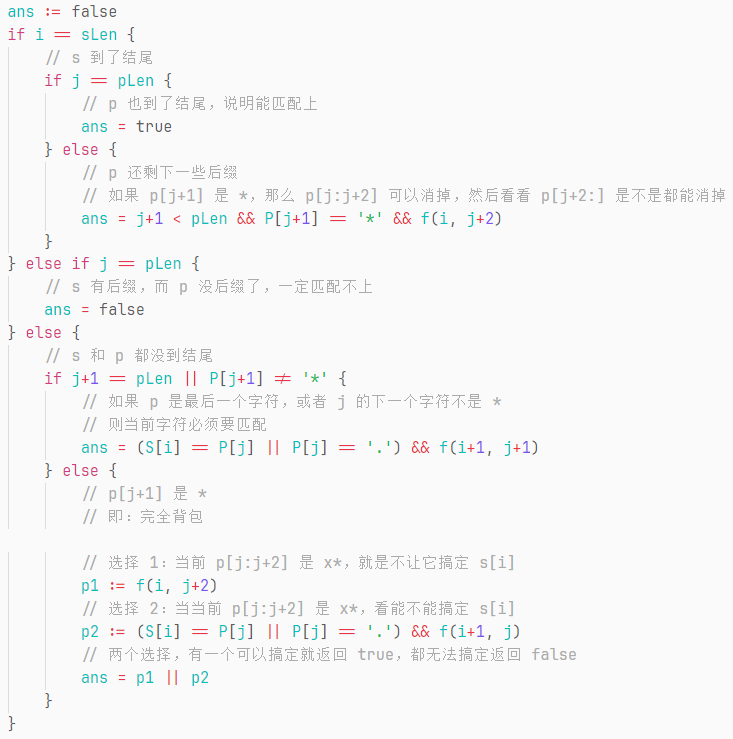 ans := false
if i == sLen {
    // s 到了结尾
    if j == pLen {
        // p 也到了结尾，说明能匹配上
        ans = true
    } else {
        // p 还剩下一些后缀
        // 如果 p[j+1] 是 *，那么 p[j:j+2] 可以消掉，然后看看 p[j+2:] 是不是都能消掉
        ans = j+1 < pLen && P[j+1] == '*' && f(i, j+2)
    }
} else if j == pLen {
    // s 有后缀，而 p 没后缀了，一定匹配不上
    ans = false
} else {
    // s 和 p 都没到结尾
    if j+1 == pLen || P[j+1] != '*' {
        // 如果 p 是最后一个字符，或者 j 的下一个字符不是 *
        // 则当前字符必须要匹配
        ans = (S[i] == P[j] || P[j] == '.') && f(i+1, j+1)
    } else {
        // p[j+1] 是 *
        // 即：完全背包
        // 选择 1：当前 p[j:j+2] 是 x*，就是不让它搞定 s[i]
        p1 := f(i, j+2)
        // 选择 2：当当前 p[j:j+2] 是 x*，看能不能搞定 s[i]
        p2 := (S[i] == P[j] || P[j] == '.') && f(i+1, j)
        // 两个选择，有一个可以搞定就返回 true，都无法搞定返回 false
        ans = p1 || p2
    }
}